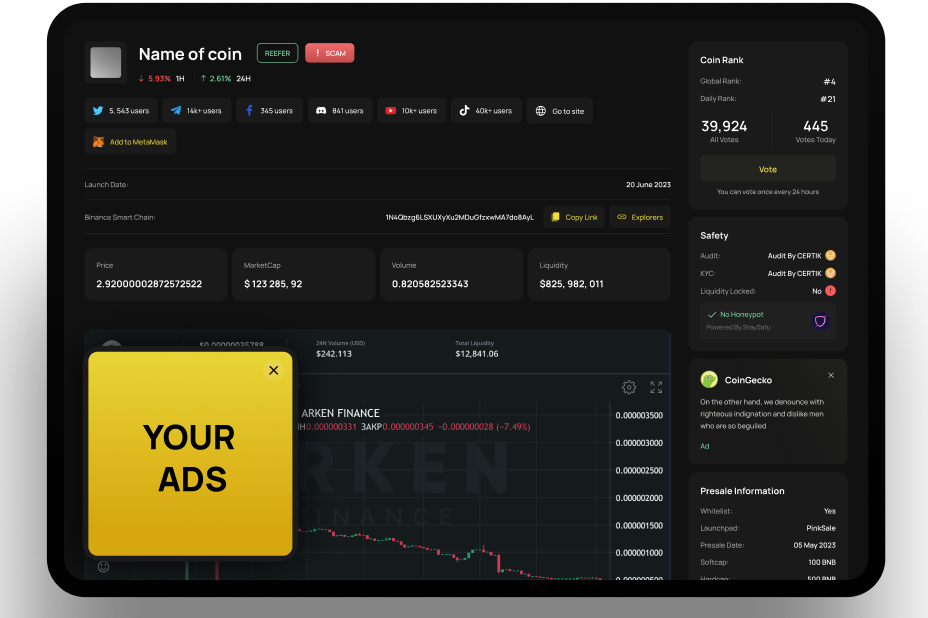 Name of coin
REEFER
! SCAM
↓ 5.93% 1H
↑ 2.61% 24H
5, 543 users
14k+ users
345 users
841 users
10k+ users
40k+ users
Go to site
Add to MetaMask
Launch Date:
20 June 2023
Binance Smart Chain:
1N4Qbzg6LSXUXyXu2MDuGfzxwMA7do8AyL
Copy Link
Explorers
Price
2.92000002872572522
MarketCap
$ 123 285, 92
Volume
0.820582523343
Liquidity
$825, 982, 011
$0.00000035788
24H Volume (USD)
$242.113
Total Liquidity
$12,841.06
ARKEN FINANCE
0.000000331 ЗАКР0.000000345 −0.000000028 (−7.49%)
RKEN
FINANCE
0.000003500
0.000003000
0.000002500
0.000002000
0.000001500
0.000001000
0.000000500
YOUR
ADS
Coin Rank
Global Rank:
#4
Daily Rank:
#21
39,924
All Votes
445
Votes Today
Vote
You can vote once every 24 hours
Safety
Audit:
Audit By CERTIK
KYC:
Audit By CERTIK
Liquidity Locked:
No !
No Honeypot
Powered By StaySafu
CoinGecko
On the other hand, we denounce with
righteous indignation and dislike men
who are so beguiled
Ad
Presale Information
Whitelist:
Yes
Launchpad:
PinkSale
Presale Date:
05 May 2023
Softcap:
100 BNB
Hardcap:
500 BNB